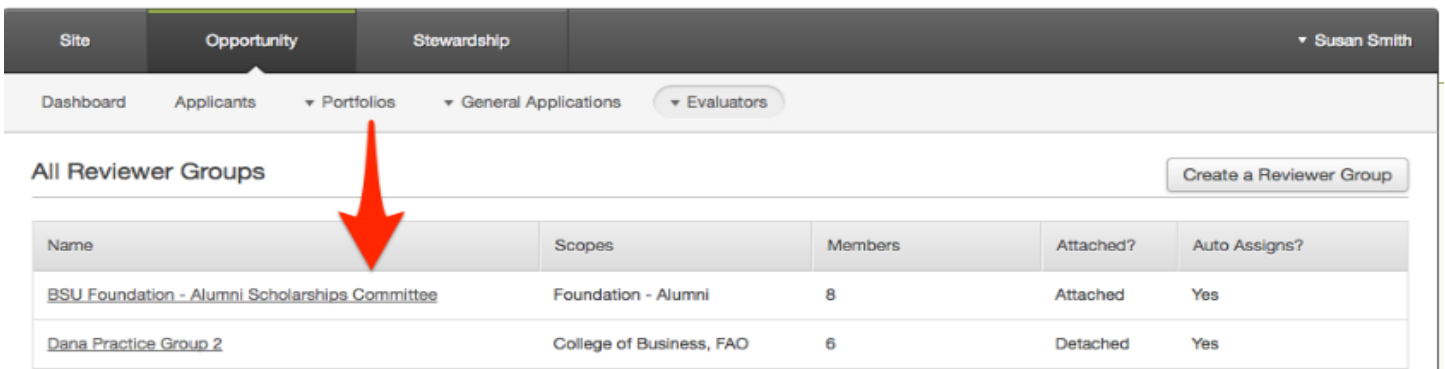 Site Opportunity Stewardship ▾ Susan Smith
Dashboard Applicants ▾ Portfolios ▾ General Applications ▾ Evaluators
All Reviewer Groups Create a Reviewer Group
Name Scopes Members Attached? Auto Assigns?
BSU Foundation - Alumni Scholarships Committee Foundation - Alumni 8 Attached Yes
Dana Practice Group 2 College of Business, FAO 6 Detached Yes